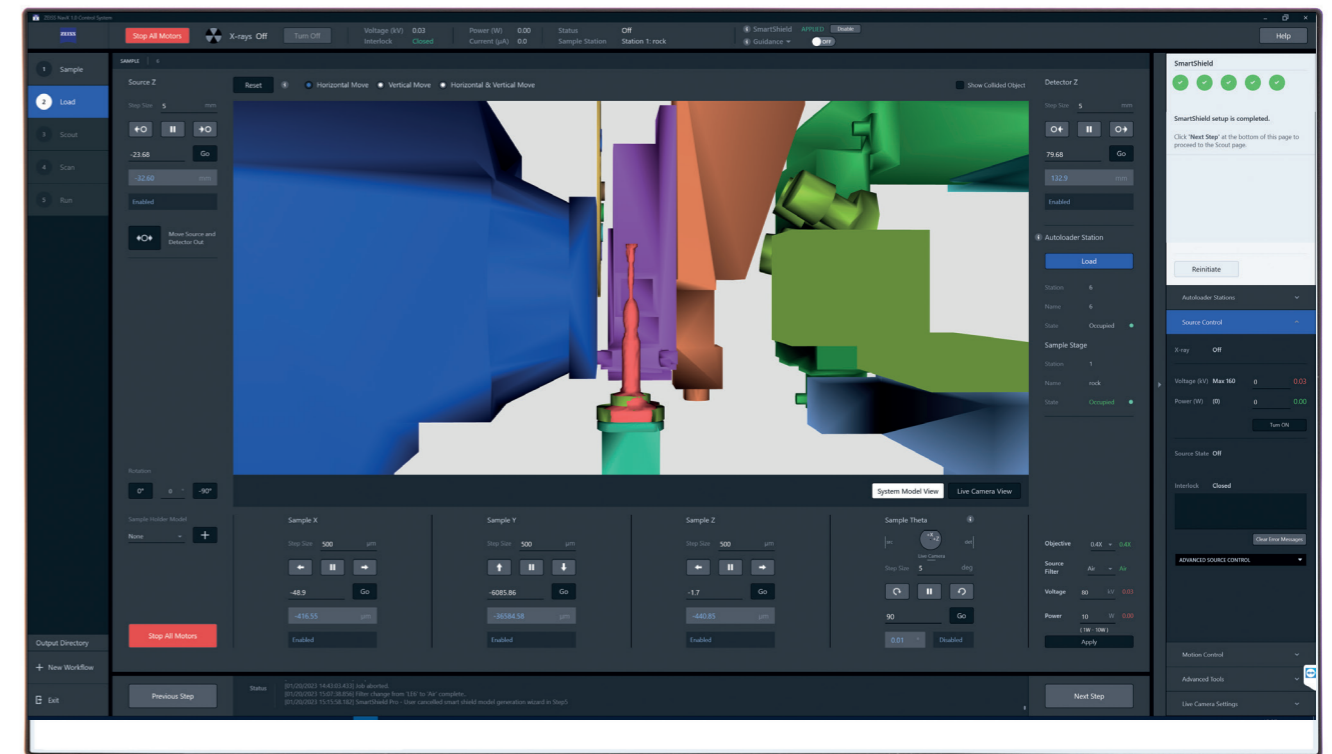 ZEISS NavX 1.0 Control System
ZEISS
Stop All Motors
X-rays Off
Turn Off
Voltage (kV) 0.03
Interlock Closed
Power (W) 0.00
Current (µA) 0.0
Status Off
Sample Station Station 1: rock
SmartShield APPLIED Disable
Guidance OFF
Help
1 Sample
2 Load
3 Scout
4 Scan
5 Run
Output Directory
+ New Workflow
Exit
SAMPLE 6
Source Z
Step Size 5 mm
-23.68 Go
-32.60 mm
Enabled
Move Source and
Detector Out
Rotation
0° 0 ° -90°
Sample Holder Model
None +
Stop All Motors
Reset
Horizontal Move
Vertical Move
Horizontal & Vertical Move
Show Collided Object
System Model View
Live Camera View
Sample X
Step Size 500 µm
-48.9 Go
-416.55 µm
Enabled
Sample Y
Step Size 500 µm
-6085.86 Go
-36584.58 µm
Enabled
Sample Z
Step Size 500 µm
-1.7 Go
-440.85 µm
Enabled
Sample Theta
src +X +Z det
Live Camera
Step Size 5 deg
90 Go
0.01 ° Disabled
Detector Z
Step Size 5 mm
79.68 Go
132.9 mm
Enabled
Autoloader Station
Load
Station 6
Name 6
State Occupied
Sample Stage
Station 1
Name rock
State Occupied
Objective 0.4X 0.4X
Source
Filter Air Air
Voltage 80 kV 0.03
Power 10 W 0.00
(1W - 10W)
Apply
Previous Step
Status
[01/20/2023 14:43:03.433] Job aborted.
[01/20/2023 15:07:38.856] Filter change from 'LE6' to 'Air' complete.
[01/20/2023 15:15:58.582] SmartShield Pro - User cancelled smart shield model generation wizard in Step5
Next Step
SmartShield
SmartShield setup is completed.
Click 'Next Step' at the bottom of this page to
proceed to the Scout page.
Reinitiate
Autoloader Stations
Source Control
X-ray Off
Voltage (kV) Max 160 0 0.03
Power (W) (0) 0 0.00
Turn ON
Source State Off
Interlock Closed
Clear Error Messages
ADVANCED SOURCE CONTROL
Motion Control
Advanced Tools
Live Camera Settings